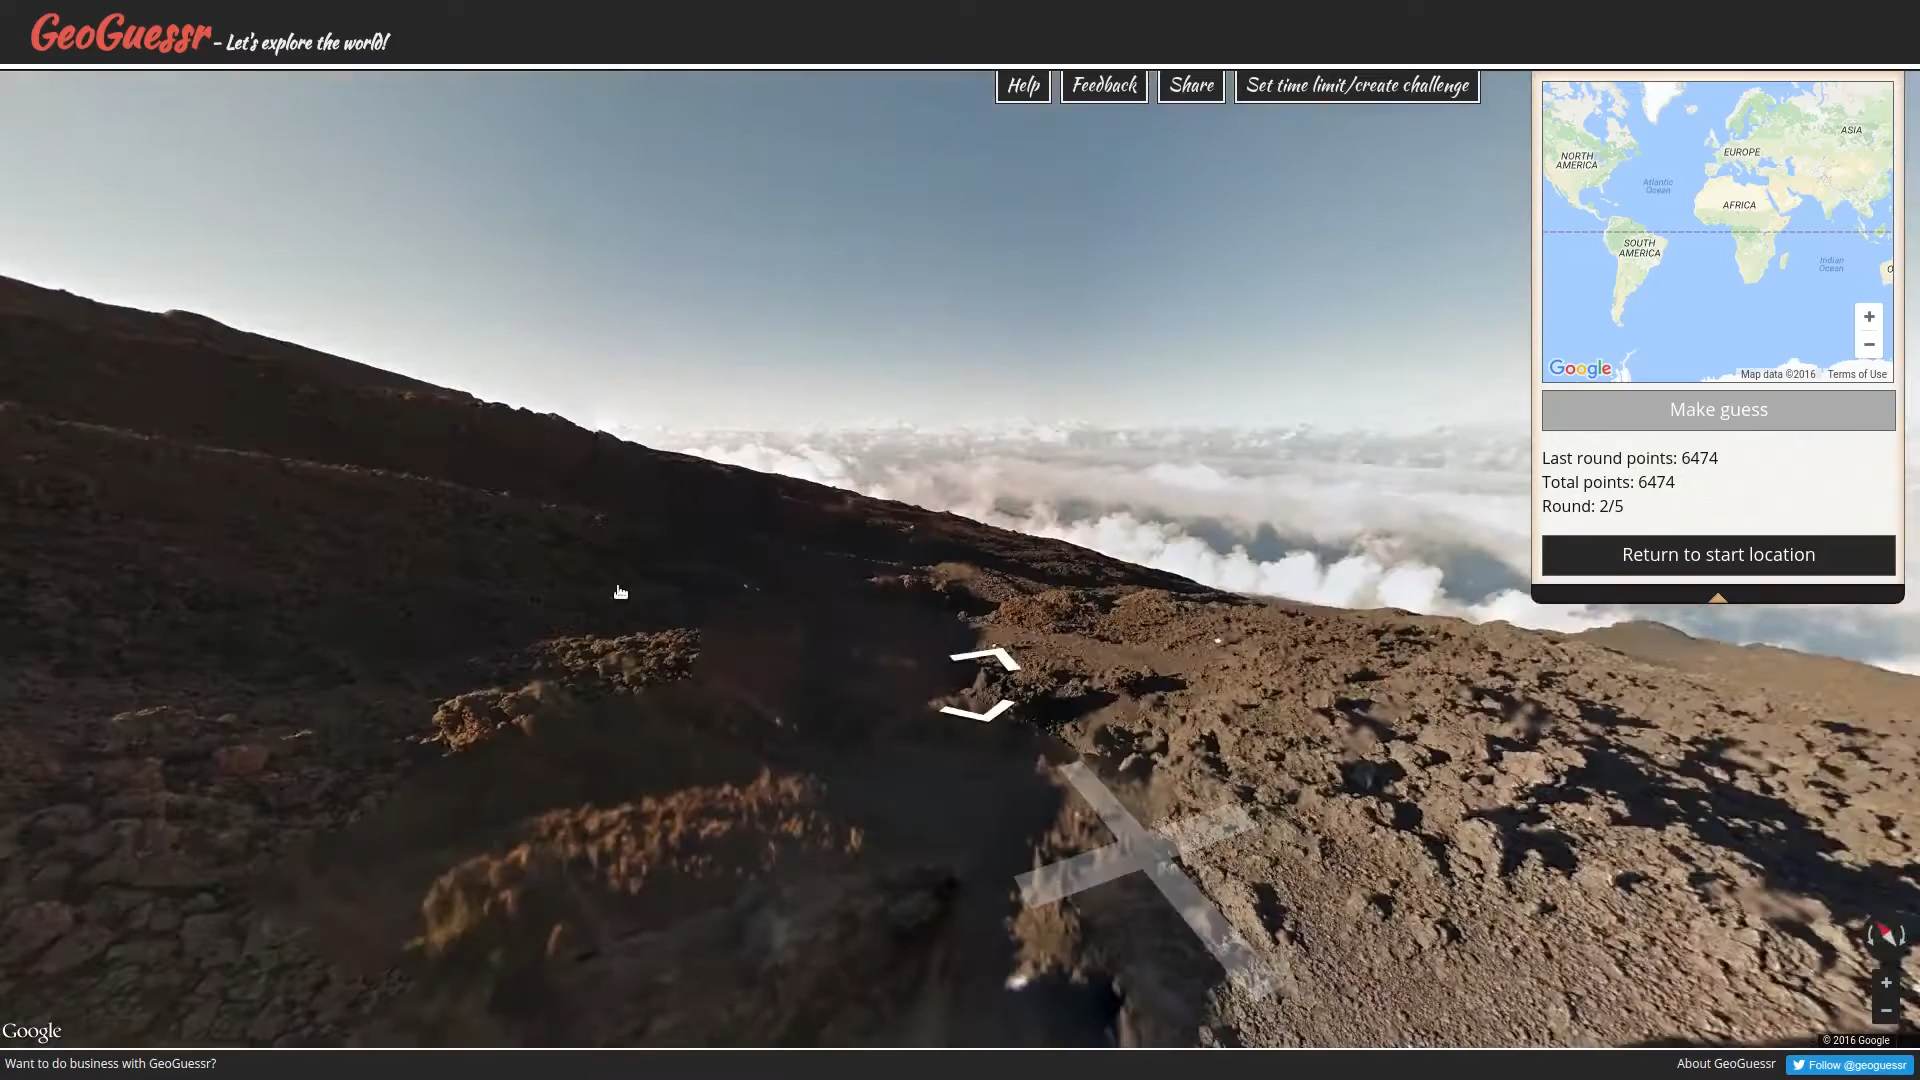 GeoGuessr - Let's explore the world!
Help
Feedback
Share
Set time limit/create challenge
NORTH AMERICA
Atlantic Ocean
EUROPE
ASIA
AFRICA
SOUTH AMERICA
Indian Ocean
O
+
−
Google
Map data ©2016
Terms of Use
Make guess
Last round points: 6474
Total points: 6474
Round: 2/5
Return to start location
+
−
Google
© 2016 Google
Want to do business with GeoGuessr?
About GeoGuessr
Follow @geoguessr